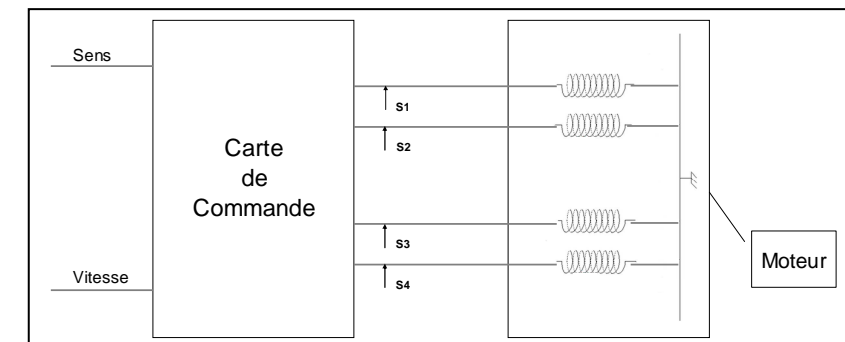 Sens
S1
S2
Carte
de
Commande
S3
S4
Vitesse
Moteur